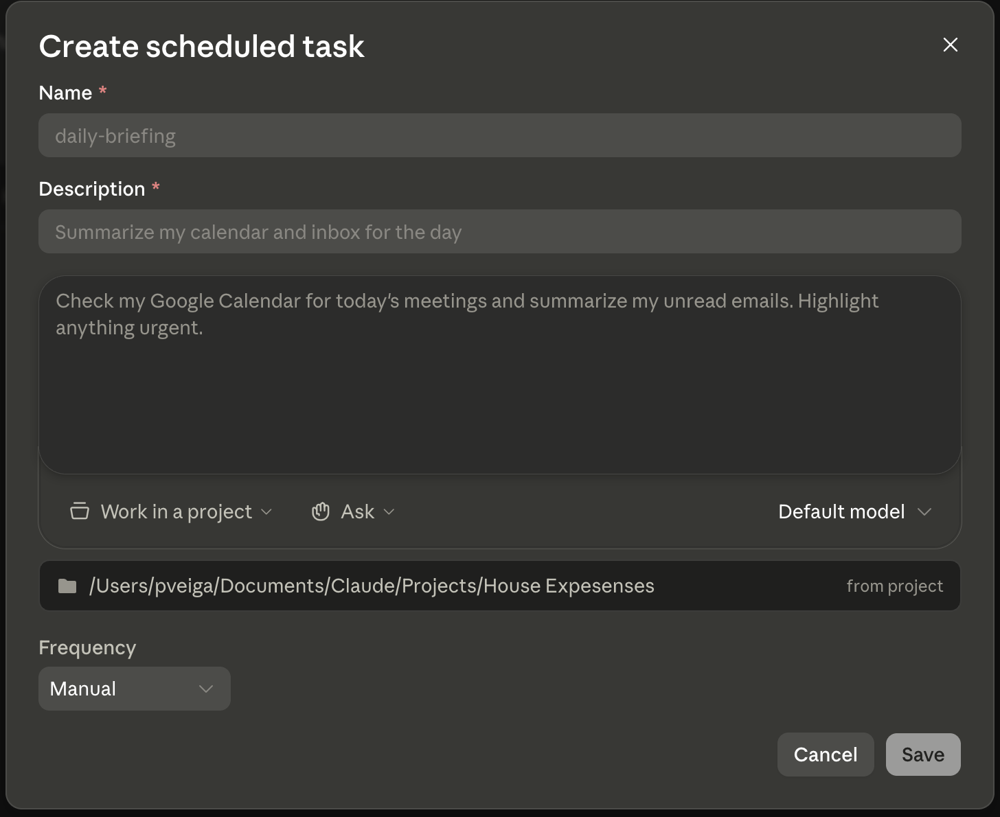 Create scheduled task
Name *
daily-briefing
Description *
Summarize my calendar and inbox for the day
Check my Google Calendar for today's meetings and summarize my unread emails. Highlight
anything urgent.
Work in a project
Ask
Default model
/Users/pveiga/Documents/Claude/Projects/House Expesenses
from project
Frequency
Manual
Cancel
Save